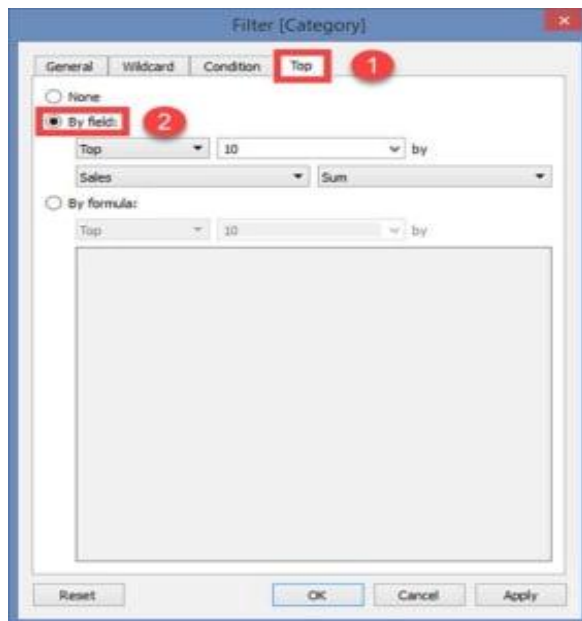 Filter [Category]
General Wildcard Condition Top 1
None
By field: 2
Top 10 by
Sales Sum
By formula:
Top 10 by
Reset OK Cancel Apply